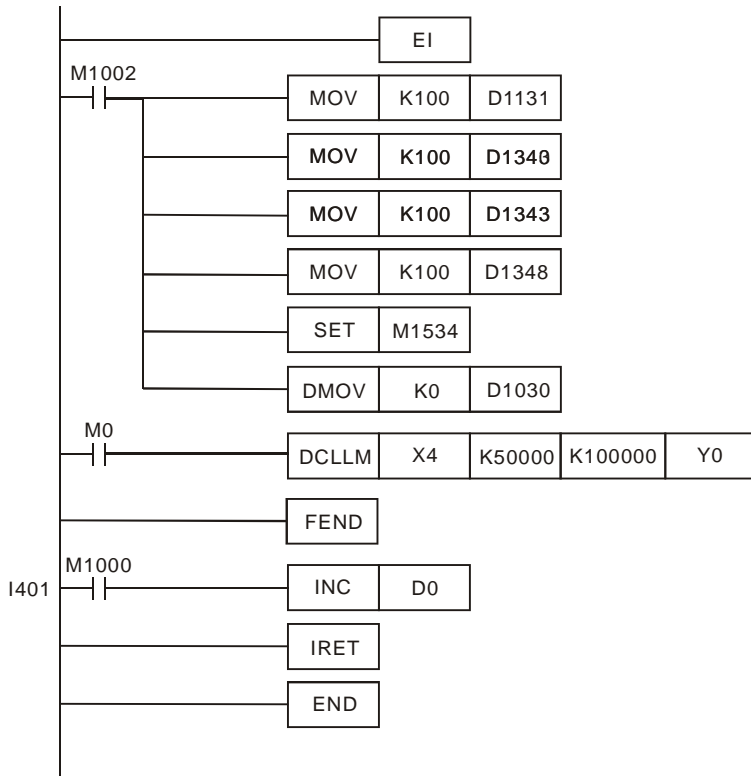 EI
M1002
MOV K100 D1131
MOV K100 D1340
MOV K100 D1343
MOV K100 D1348
SET M1534
DMOV K0 D1030
M0
DCLLM X4 K50000 K100000 Y0
FEND
M1000
I401 INC D0
IRET
END